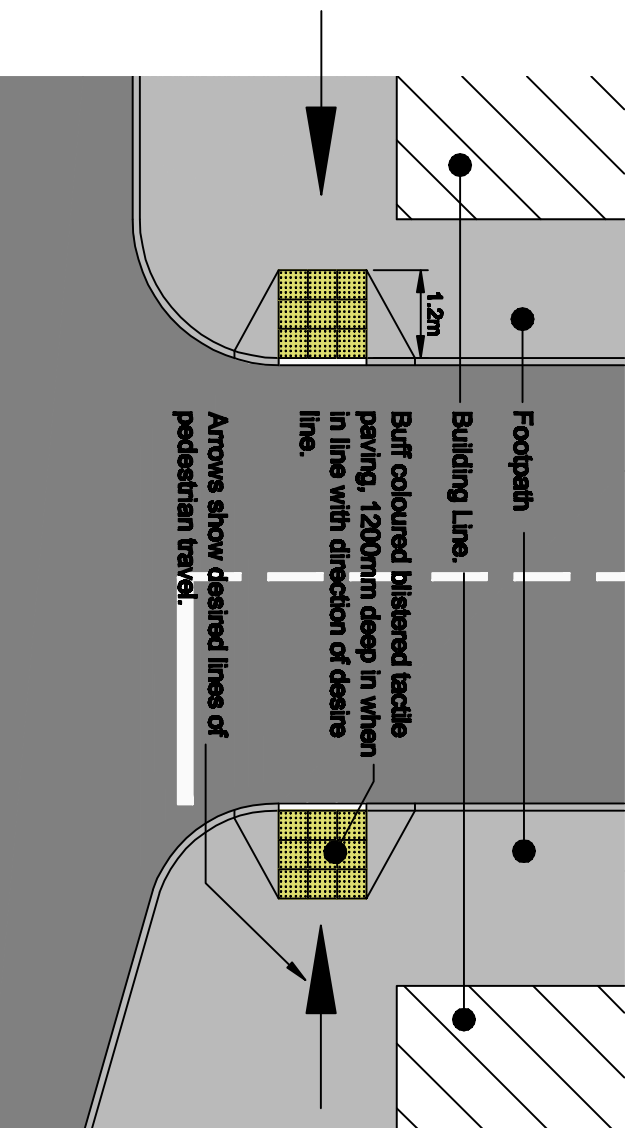 1.2m
Footpath
Building Line.
Buff coloured blistered tactile
paving, 1200mm deep in when
in line with direction of desire
line.
Arrows show desired lines of
pedestrian travel.